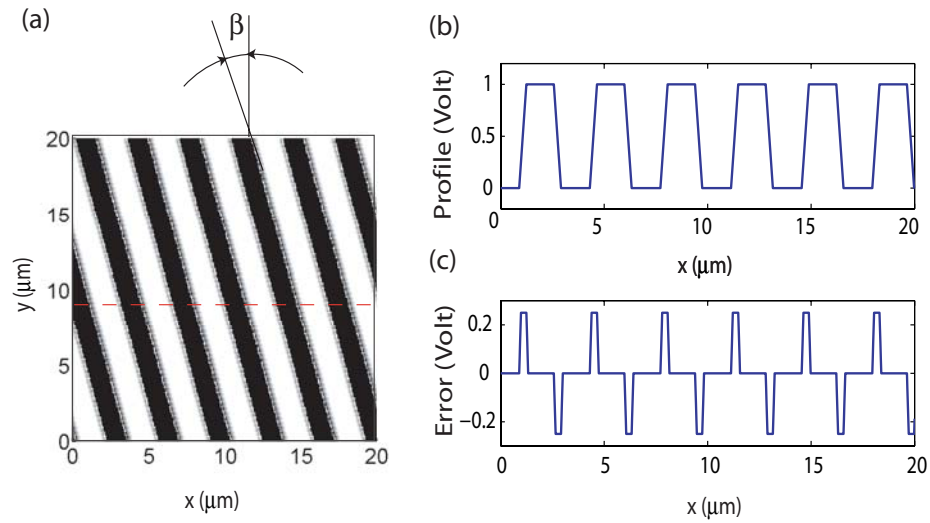 (a)
β
20
15
10
5
0
y (μm)
0 5 10 15 20
x (μm)
(b)
1
0.5
0
Profile (Volt)
0 5 10 15 20
x (μm)
(c)
0.2
0
−0.2
Error (Volt)
0 5 10 15 20
x (μm)